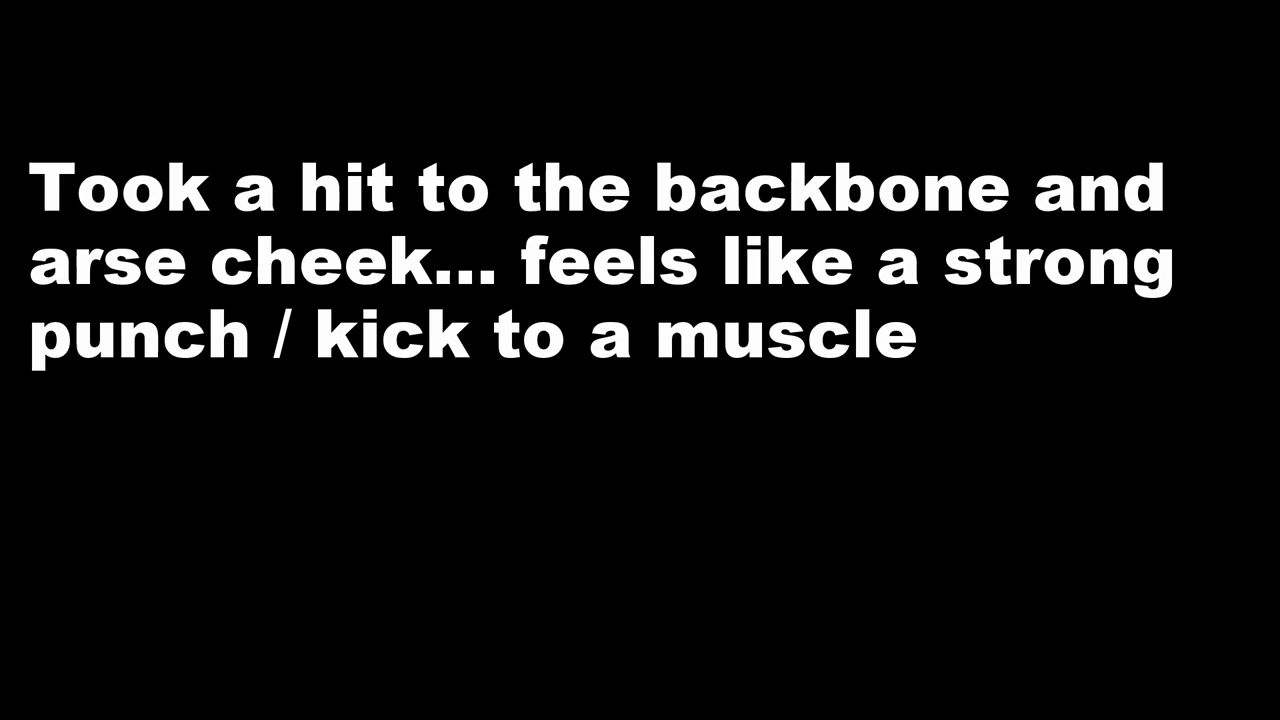 Took a hit to the backbone and
arse cheek... feels like a strong
punch / kick to a muscle